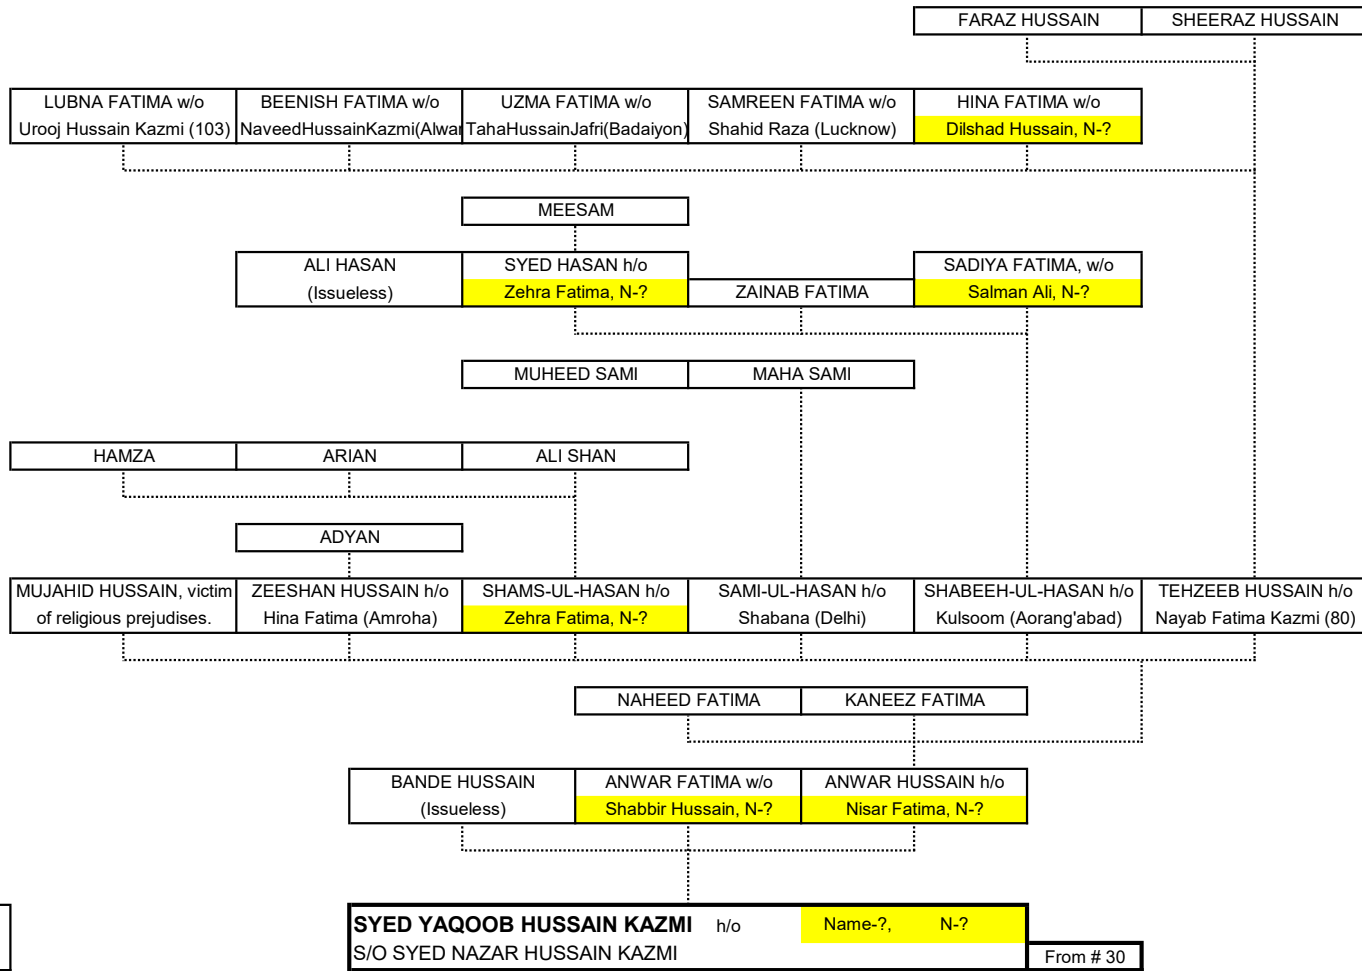 FARAZ HUSSAIN SHEERAZ HUSSAIN
LUBNA FATIMA w/o BEENISH FATIMA w/o UZMA FATIMA w/o SAMREEN FATIMA w/o HINA FATIMA w/o
Urooj Hussain Kazmi (103) NaveedHussainKazmi(Alwar TahaHussainJafri(Badaiyon) Shahid Raza (Lucknow) Dilshad Hussain, N-?
MEESAM
ALI HASAN SYED HASAN h/o SADIYA FATIMA, w/o
(Issueless) Zehra Fatima, N-? ZAINAB FATIMA Salman Ali, N-?
MUHEED SAMI MAHA SAMI
HAMZA ARIAN ALI SHAN
ADYAN
MUJAHID HUSSAIN, victim ZEESHAN HUSSAIN h/o SHAMS-UL-HASAN h/o SAMI-UL-HASAN h/o SHABEEH-UL-HASAN h/o TEHZEEB HUSSAIN h/o
of religious prejudises. Hina Fatima (Amroha) Zehra Fatima, N-? Shabana (Delhi) Kulsoom (Aorang'abad) Nayab Fatima Kazmi (80)
NAHEED FATIMA KANEEZ FATIMA
BANDE HUSSAIN ANWAR FATIMA w/o ANWAR HUSSAIN h/o
(Issueless) Shabbir Hussain, N-? Nisar Fatima, N-?
SYED YAQOOB HUSSAIN KAZMI h/o Name-?, N-?
S/O SYED NAZAR HUSSAIN KAZMI From # 30